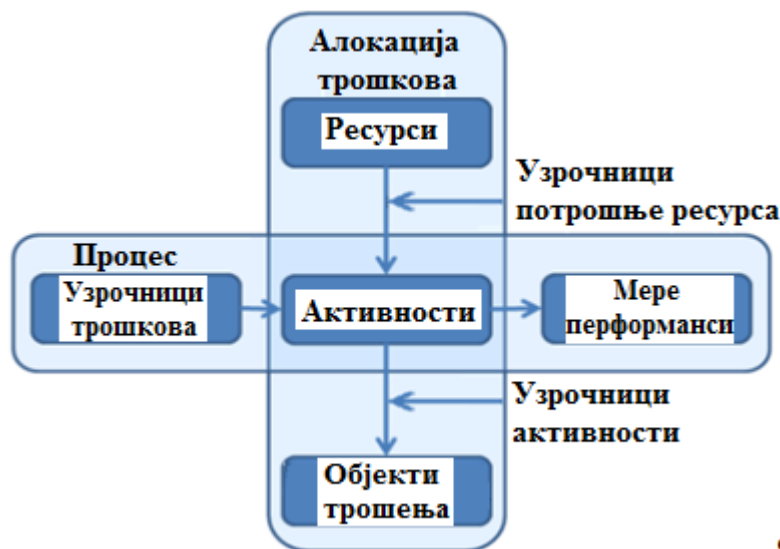 Алокација
трошкова
Ресурси
Узрочници
потрошње ресурса
Процес
Узрочници
трошкова
Активности
Мере
перформанси
Узрочници
активности
Објекти
трошења